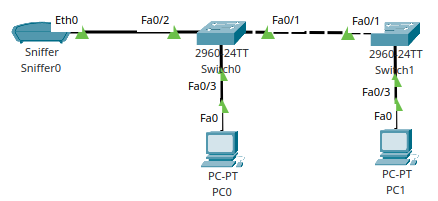 Eth0
Fa0/2
Fa0/1
Fa0/1
Sniffer
Sniffer0
2960-24TT
Switch0
2960-24TT
Switch1
Fa0/3
Fa0/3
Fa0
Fa0
PC-PT
PC0
PC-PT
PC1